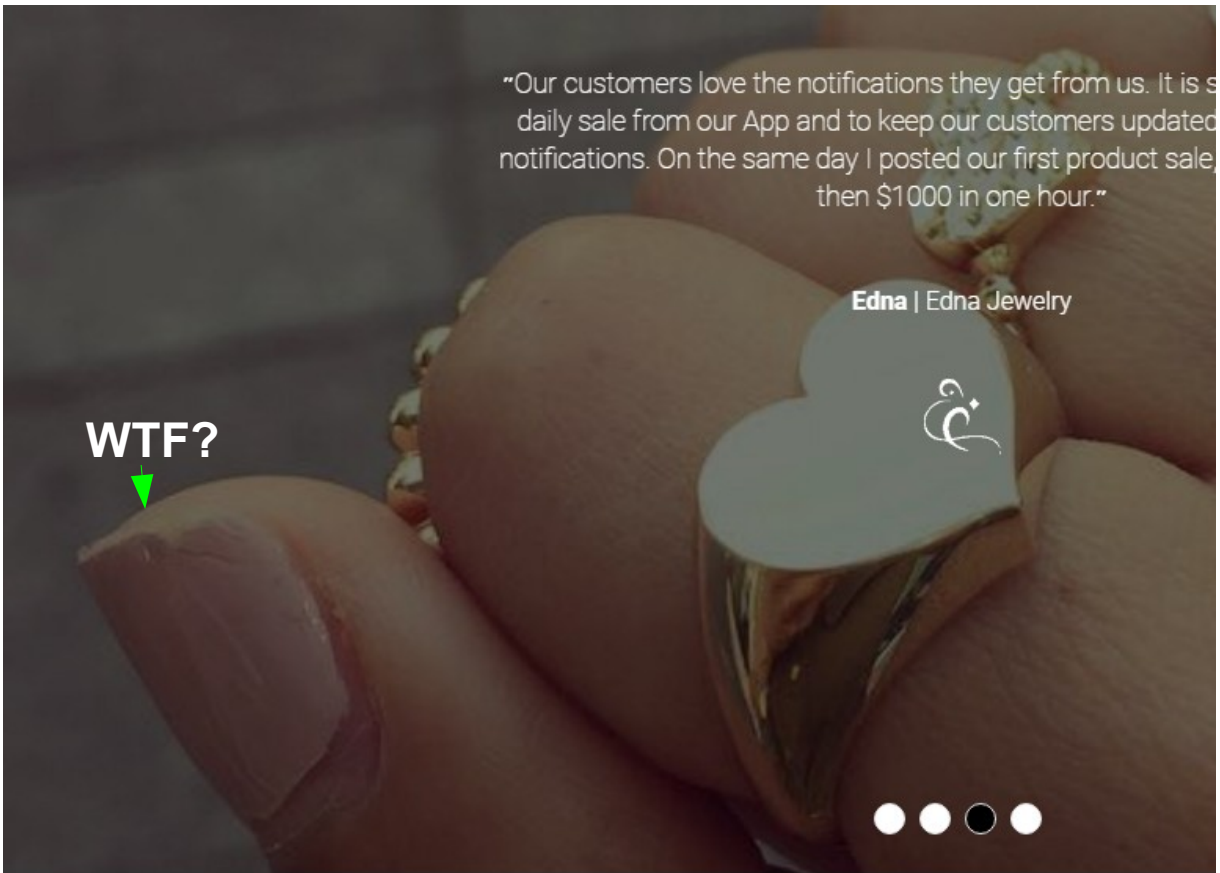 "Our customers love the notifications they get from us. It is s
daily sale from our App and to keep our customers updated
notifications. On the same day I posted our first product sale,
then $1000 in one hour."
Edna | Edna Jewelry
WTF?